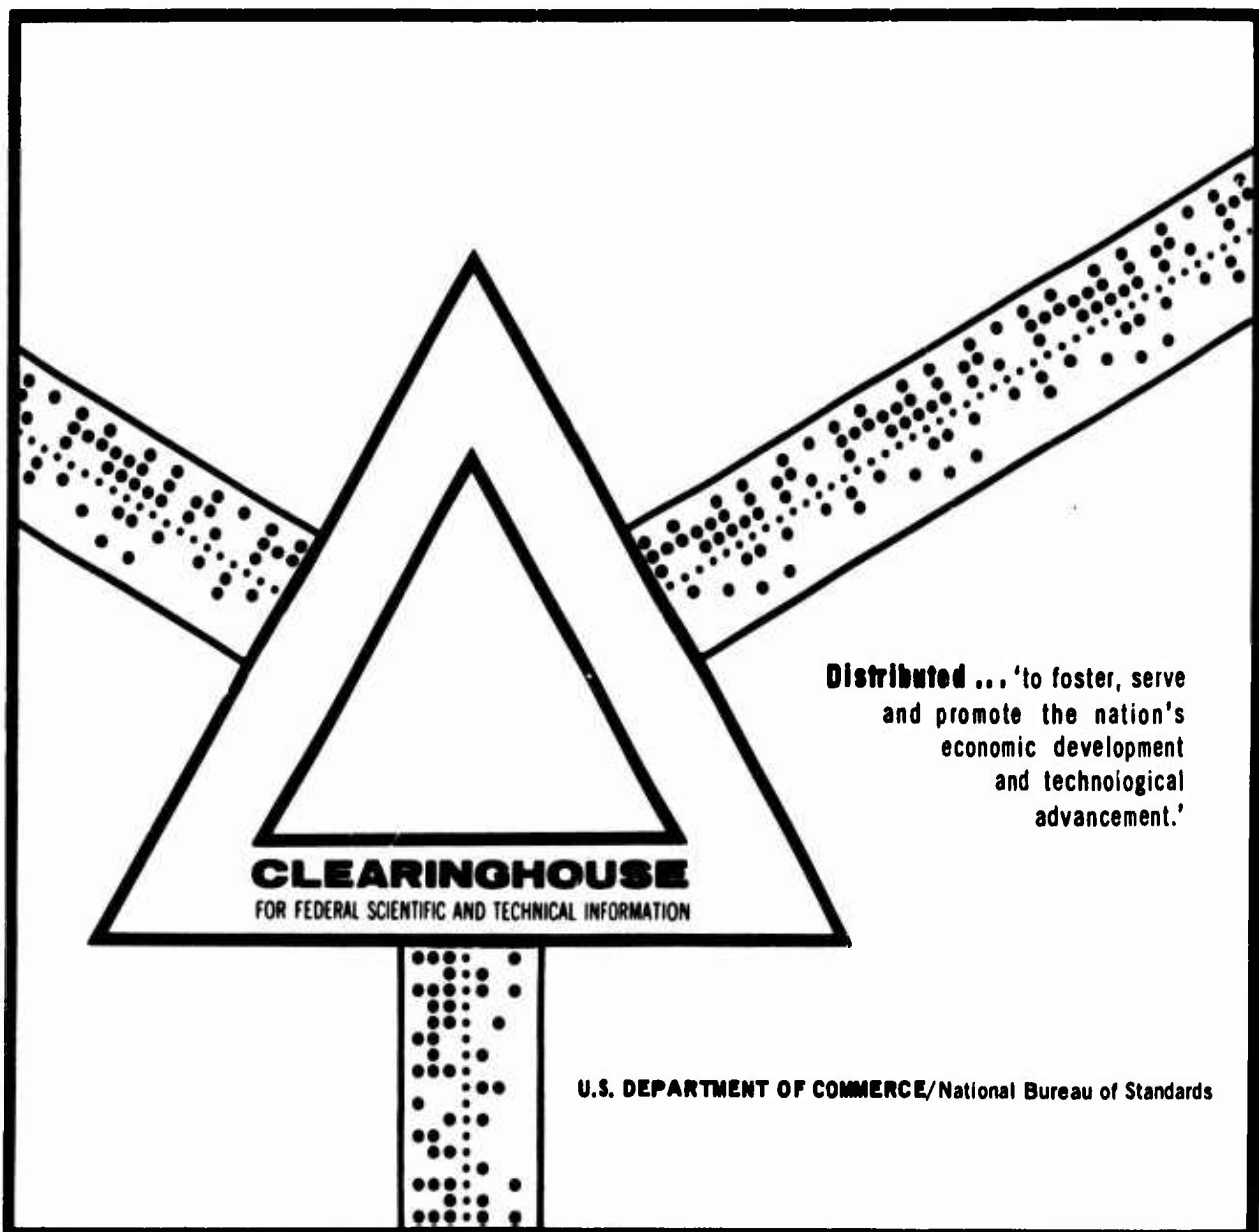 Distributed ... 'to foster, serve
and promote the nation's
economic development
and technological
advancement.'
CLEARINGHOUSE
FOR FEDERAL SCIENTIFIC AND TECHNICAL INFORMATION
U.S. DEPARTMENT OF COMMERCE/National Bureau of Standards